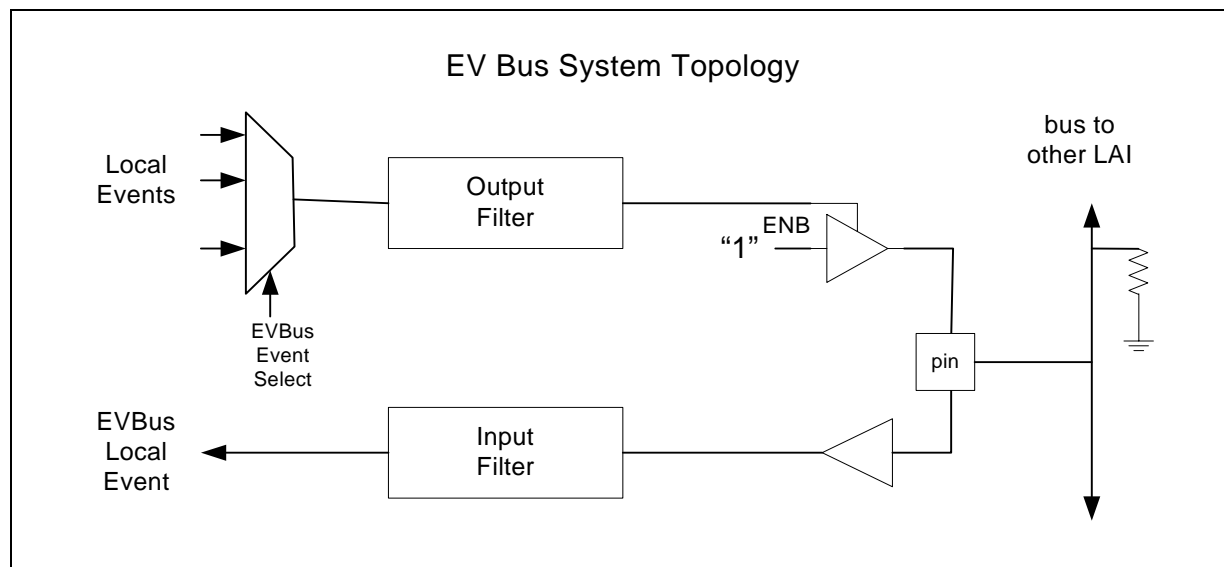 EV Bus System Topology
bus to
other LAI
Local
Events
Output
Filter
ENB
“1”
EVBus
Event
Select
pin
EVBus
Local
Event
Input
Filter